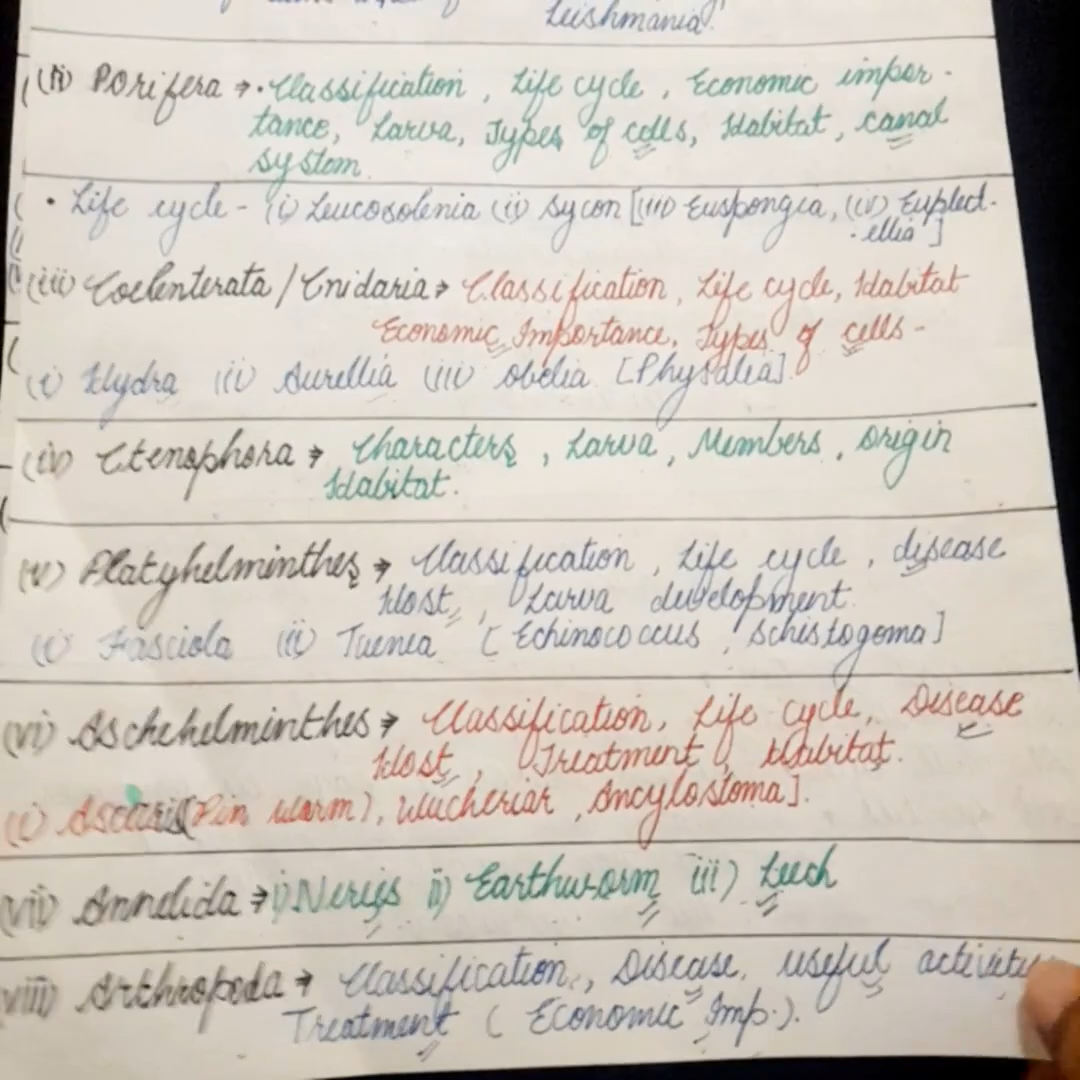 Leishmania!
(ii) Porifera → • Classification, Life cycle, Economic impor-
tance, Larva, Types of cells, Habitat, canal
system
• Life cycle - (i) Leucosolenia (ii) Sycon [(iii) Euspongia, (iv) Euplect-
ellia]
(iii) Coelenterata / Cnidaria → Classification, Life cycle, Habitat
Economic Importance, Types of cells -
(i) Hydra (ii) Aurellia (iii) obelia [Physalia]
(iv) Ctenophora → Characters, Larva, Members, Origin
Habitat.
(v) Platyhelminthes → Classification, Life cycle, disease
Host, Larva development.
(i) Fasciola (ii) Taenea [Echinococcus, Schistogoma]
(vi) Aschehelminthes → Classification, Life cycle, Disease
Host, Treatment, Habitat.
(i) Ascaris (Pin warm), Wucheriar, Ancylostoma].
(vii) Annelida → i) Nereis ii) Earthworm iii) Leech
(viii) Arthropoda → Classification, Disease, useful activity
Treatment (Economic Imp.).